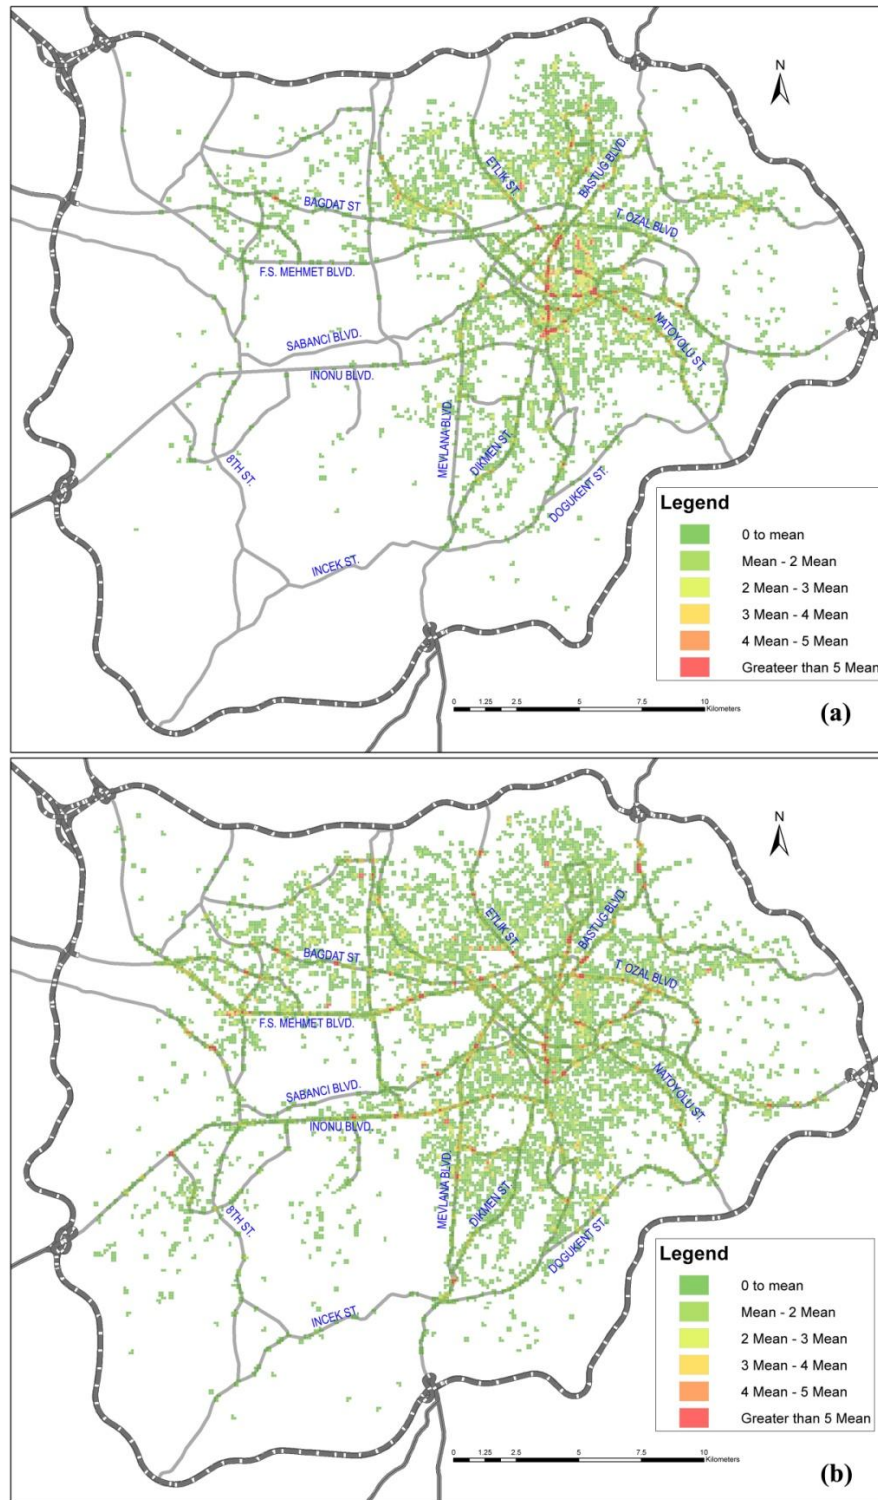 N
ETLIK ST.
BASTUG BLVD.
BAGDAT ST
T. OZAL BLVD
F.S. MEHMET BLVD.
SABANCI BLVD.
NATOYOLU ST.
INONU BLVD.
MEVLANA BLVD.
DIKMEN ST.
8TH ST.
DOGUKENT ST.
INCEK ST.
Legend
0 to mean
Mean - 2 Mean
2 Mean - 3 Mean
3 Mean - 4 Mean
4 Mean - 5 Mean
Greateer than 5 Mean
0 1.25 2.5 5 7.5 10
Kilometers
(a)
N
ETLIK ST.
BASTUG BLVD.
BAGDAT ST
T. OZAL BLVD
F.S. MEHMET BLVD.
SABANCI BLVD.
NATOYOLU ST.
INONU BLVD.
MEVLANA BLVD.
DIKMEN ST.
8TH ST.
DOGUKENT ST.
INCEK ST.
Legend
0 to mean
Mean - 2 Mean
2 Mean - 3 Mean
3 Mean - 4 Mean
4 Mean - 5 Mean
Greater than 5 Mean
0 1.25 2.5 5 7.5 10
Kilometers
(b)